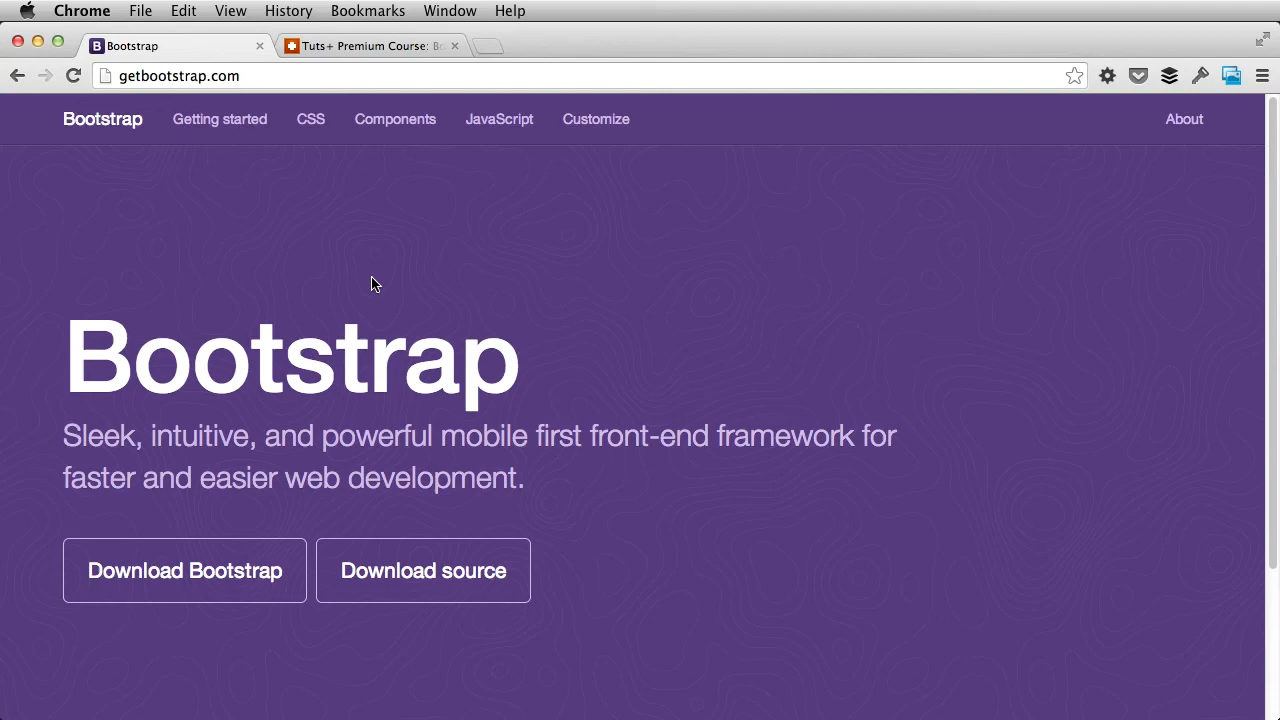 Chrome File Edit View History Bookmarks Window Help
Bootstrap Tuts+ Premium Course:
getbootstrap.com
Bootstrap Getting started CSS Components JavaScript Customize About
Bootstrap
Sleek, intuitive, and powerful mobile first front-end framework for
faster and easier web development.
Download Bootstrap Download source